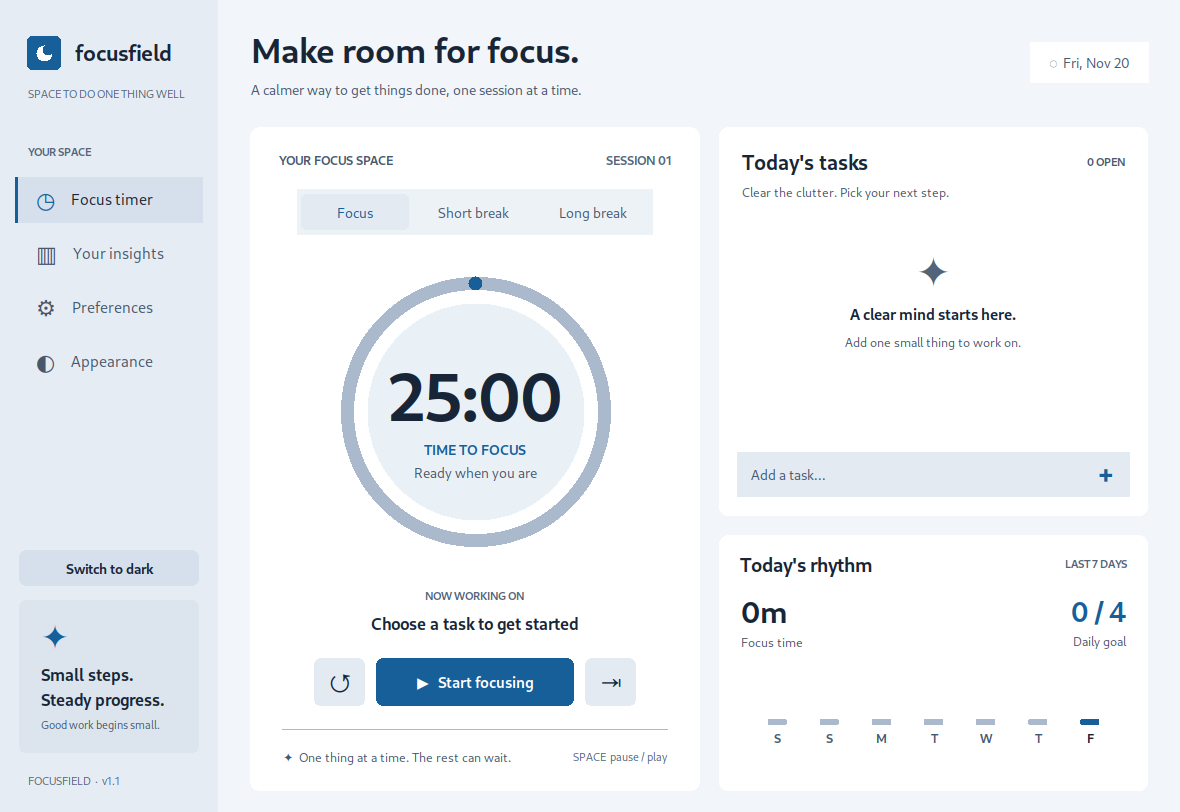 focusfield
SPACE TO DO ONE THING WELL
YOUR SPACE
Focus timer
Your insights
Preferences
Appearance
Switch to dark
Small steps.
Steady progress.
Good work begins small.
FOCUSFIELD · v1.1
Make room for focus.
A calmer way to get things done, one session at a time.
Fri, Nov 20
YOUR FOCUS SPACE SESSION 01
Focus Short break Long break
25:00
TIME TO FOCUS
Ready when you are
NOW WORKING ON
Choose a task to get started
Start focusing
One thing at a time. The rest can wait. SPACE pause / play
Today's tasks 0 OPEN
Clear the clutter. Pick your next step.
A clear mind starts here.
Add one small thing to work on.
Add a task...
Today's rhythm LAST 7 DAYS
0m 0 / 4
Focus time Daily goal
S S M T W T F